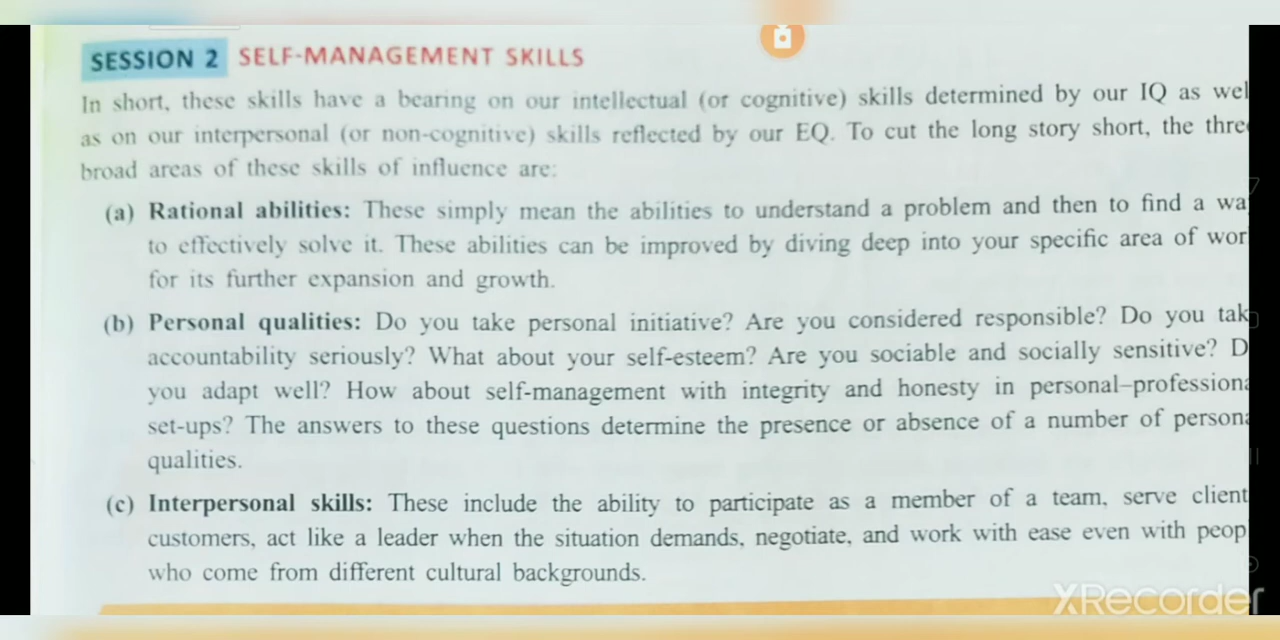 SESSION 2 SELF-MANAGEMENT SKILLS
In short, these skills have a bearing on our intellectual (or cognitive) skills determined by our IQ as wel
as on our interpersonal (or non-cognitive) skills reflected by our EQ. To cut the long story short, the thre
broad areas of these skills of influence are:
(a) Rational abilities: These simply mean the abilities to understand a problem and then to find a wa
to effectively solve it. These abilities can be improved by diving deep into your specific area of wor
for its further expansion and growth.
(b) Personal qualities: Do you take personal initiative? Are you considered responsible? Do you tak
accountability seriously? What about your self-esteem? Are you sociable and socially sensitive? D
you adapt well? How about self-management with integrity and honesty in personal–professiona
set-ups? The answers to these questions determine the presence or absence of a number of persona
qualities.
(c) Interpersonal skills: These include the ability to participate as a member of a team, serve client
customers, act like a leader when the situation demands, negotiate, and work with ease even with peop
who come from different cultural backgrounds.
XRecorder